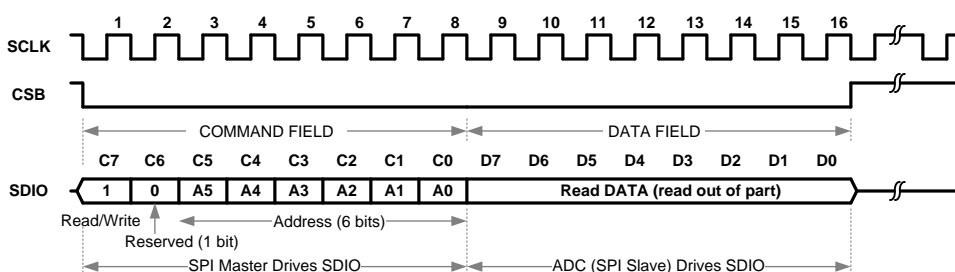 1 2 3 4 5 6 7 8 9 10 11 12 13 14 15 16
SCLK
CSB
COMMAND FIELD DATA FIELD
C7 C6 C5 C4 C3 C2 C1 C0 D7 D6 D5 D4 D3 D2 D1 D0
SDIO 1 0 A5 A4 A3 A2 A1 A0 Read DATA (read out of part)
Read/Write Address (6 bits)
Reserved (1 bit)
SPI Master Drives SDIO ADC (SPI Slave) Drives SDIO